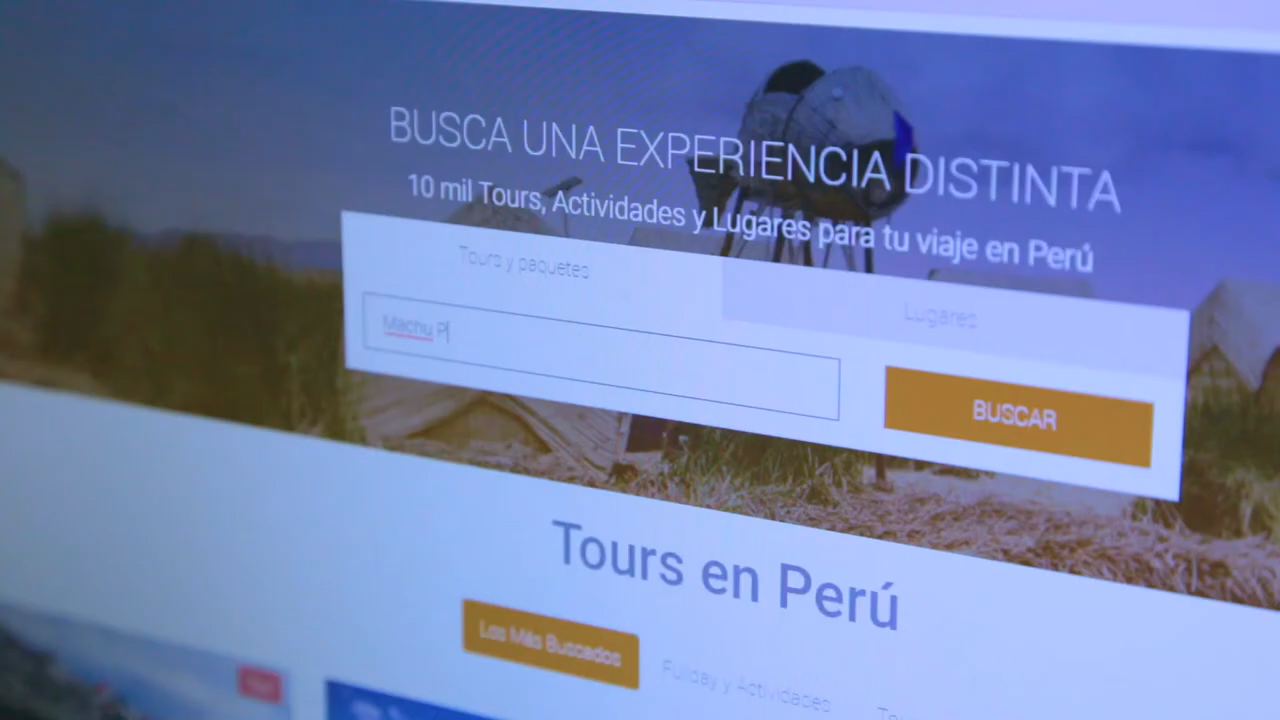 BUSCA UNA EXPERIENCIA DISTINTA
10 mil Tours, Actividades y Lugares para tu viaje en Perú
Tours y paquetes
Lugares
Machu P
BUSCAR
Tours en Perú
Los Más Buscados
Fullday y Actividades